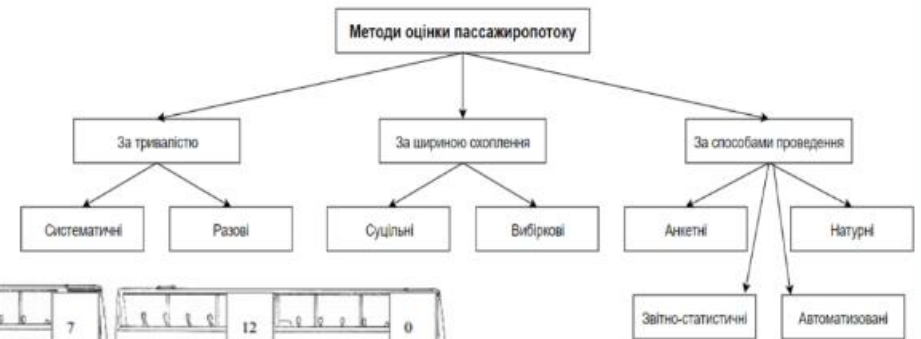 Методи оцінки пассажиропотоку
За тривалістю
За шириною охоплення
За способами проведення
Систематичні
Разові
Суцільні
Вибіркові
Анкетні
Натурні
Звітно-статистичні
Автоматизовані
7
12
0